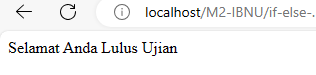 localhost/M2-IBNU/if-else-.
Selamat Anda Lulus Ujian